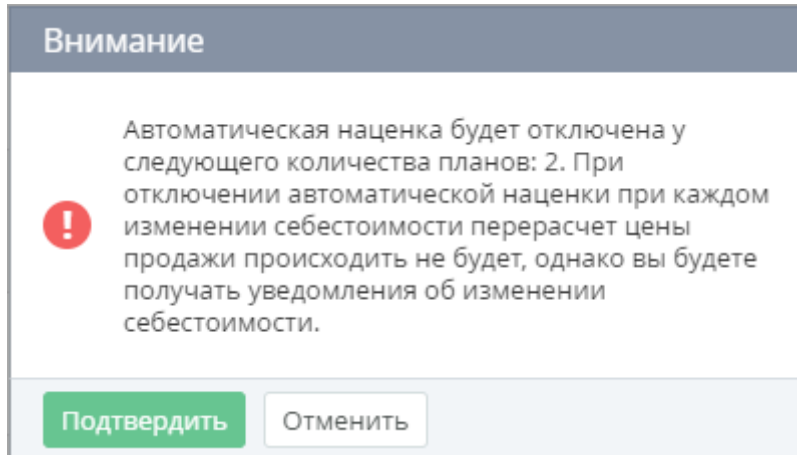 Внимание
Автоматическая наценка будет отключена у
следующего количества планов: 2. При
отключении автоматической наценки при каждом
изменении себестоимости перерасчет цены
продажи происходить не будет, однако вы будете
получать уведомления об изменении
себестоимости.
Подтвердить Отменить